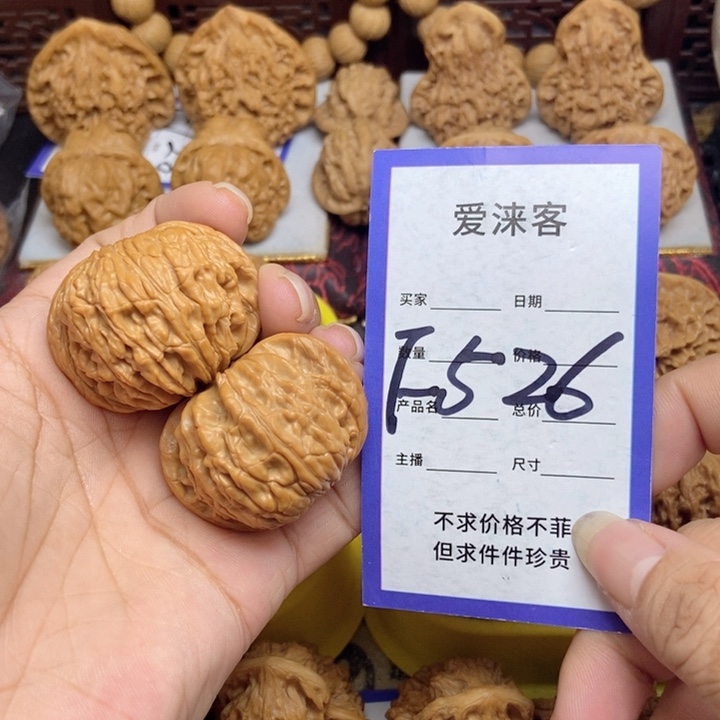 爱涞客
买家 日期
数量 价格
F526
产品名 总价
主播 尺寸
不求价格不菲
但求件件珍贵